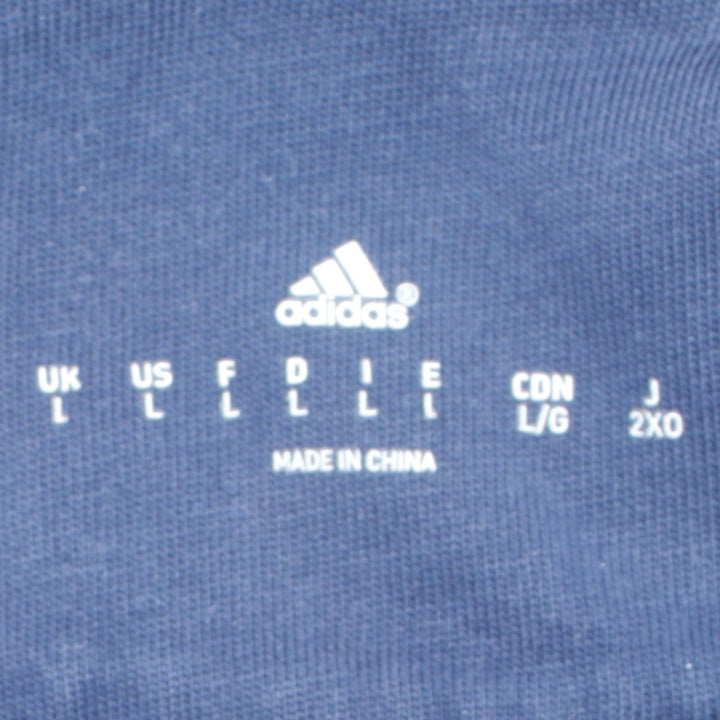 adidas®
UK US F D I E CDN J
L L L L L L L/G 2XO
MADE IN CHINA